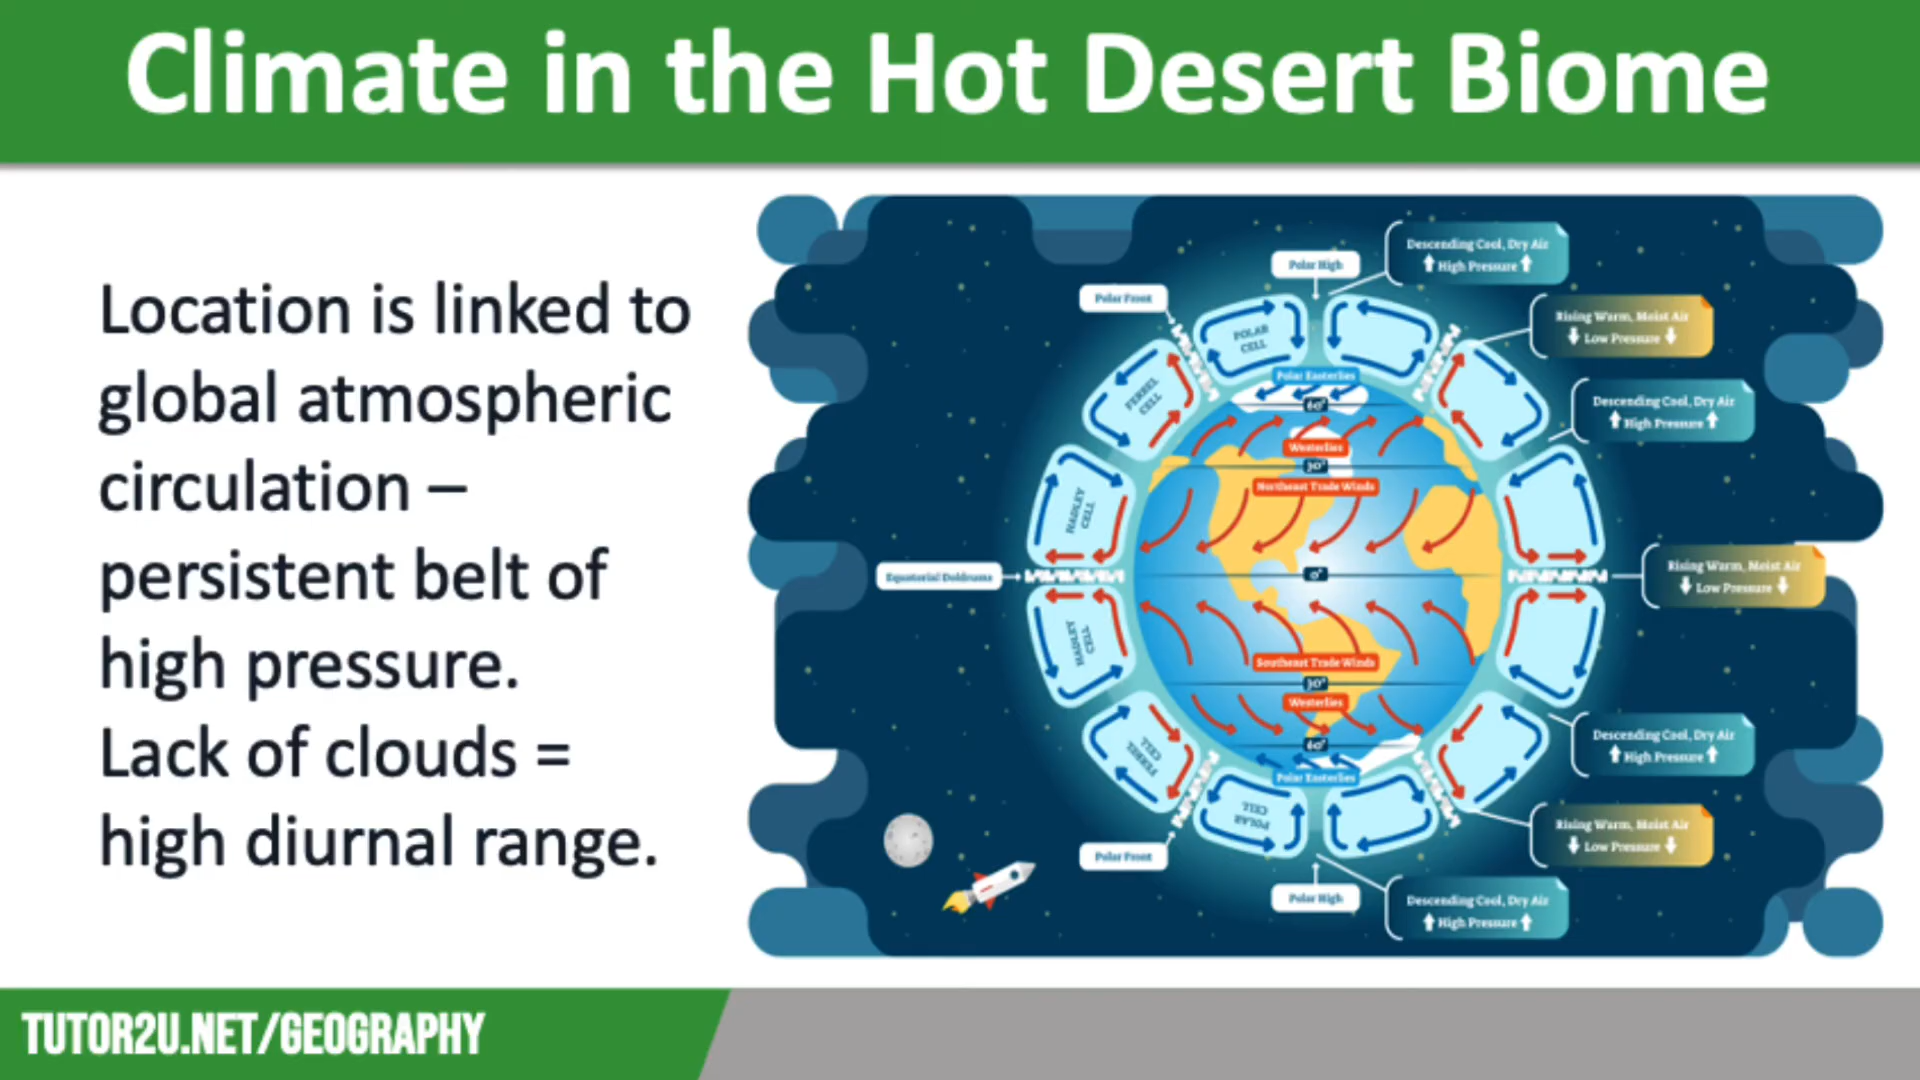 Climate in the Hot Desert Biome
Location is linked to
global atmospheric
circulation –
persistent belt of
high pressure.
Lack of clouds =
high diurnal range.
Descending Cool, Dry Air
High Pressure
Polar High
Polar Front
Rising Warm, Moist Air
Low Pressure
POLAR
CELL
Polar Easterlies
60°
FERREL
CELL
Descending Cool, Dry Air
High Pressure
Westerlies
30°
Northeast Trade Winds
HADLEY
CELL
Equatorial Doldrums
0°
Rising Warm, Moist Air
Low Pressure
HADLEY
CELL
Southeast Trade Winds
30°
Westerlies
Descending Cool, Dry Air
High Pressure
60°
FERREL
CELL
Polar Easterlies
POLAR
CELL
Rising Warm, Moist Air
Low Pressure
Polar Front
Polar High
Descending Cool, Dry Air
High Pressure
TUTOR2U.NET/GEOGRAPHY